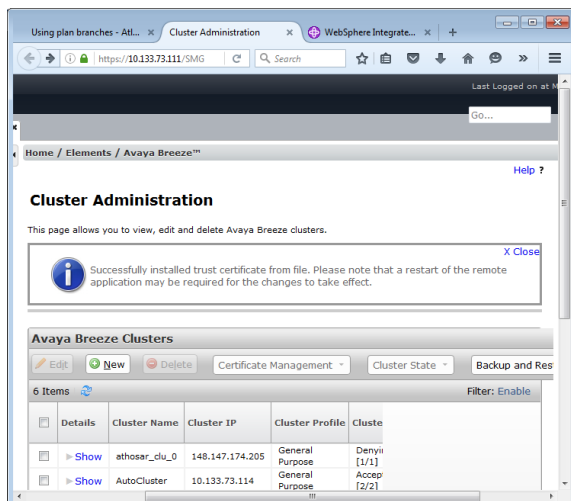 Using plan branches - Atl...
Cluster Administration
WebSphere Integrate...
https://10.133.73.111/SMG
Search
Last Logged on at M
Go...
Home / Elements / Avaya Breeze™
Help ?
Cluster Administration
This page allows you to view, edit and delete Avaya Breeze clusters.
X Close
Successfully installed trust certificate from file. Please note that a restart of the remote
application may be required for the changes to take effect.
Avaya Breeze Clusters
Edit New Delete Certificate Management Cluster State Backup and Res
6 Items Filter: Enable
Details Cluster Name Cluster IP Cluster Profile Cluste
Show athosar_clu_0 148.147.174.205 General Purpose Denyi [1/1]
Show AutoCluster 10.133.73.114 General Purpose Accep [2/2]